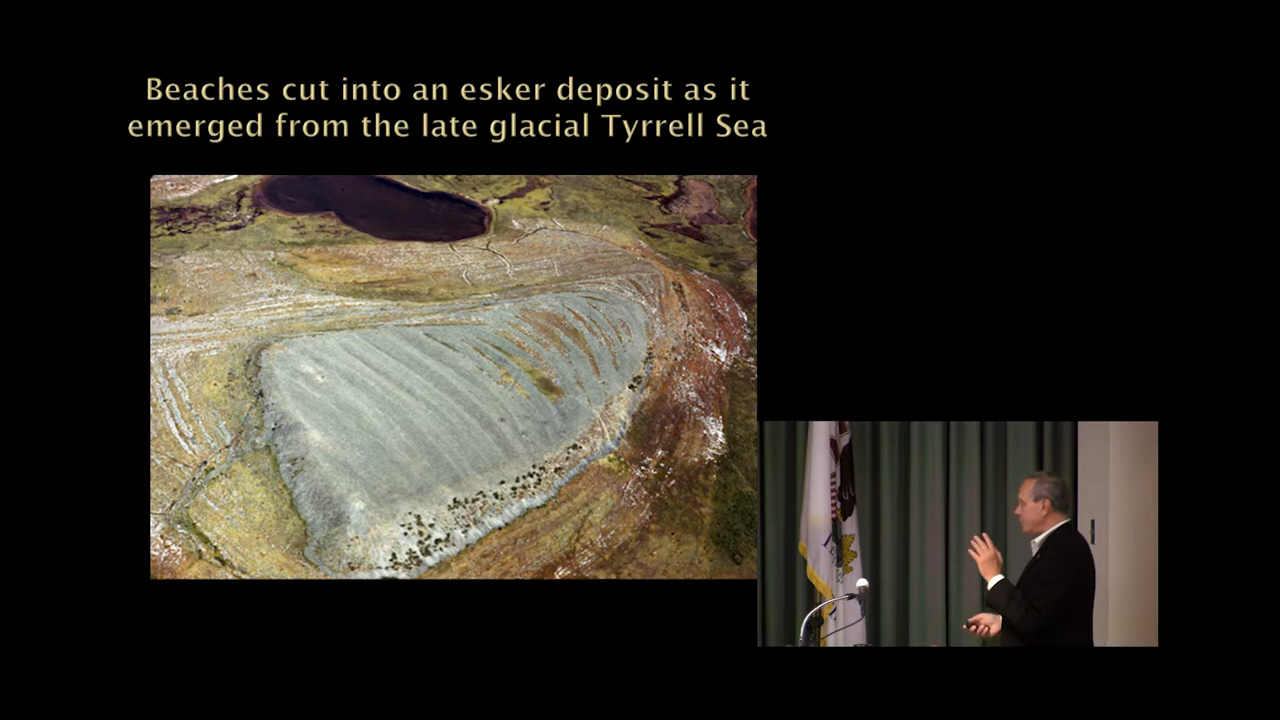 Beaches cut into an esker deposit as it
emerged from the late glacial Tyrrell Sea